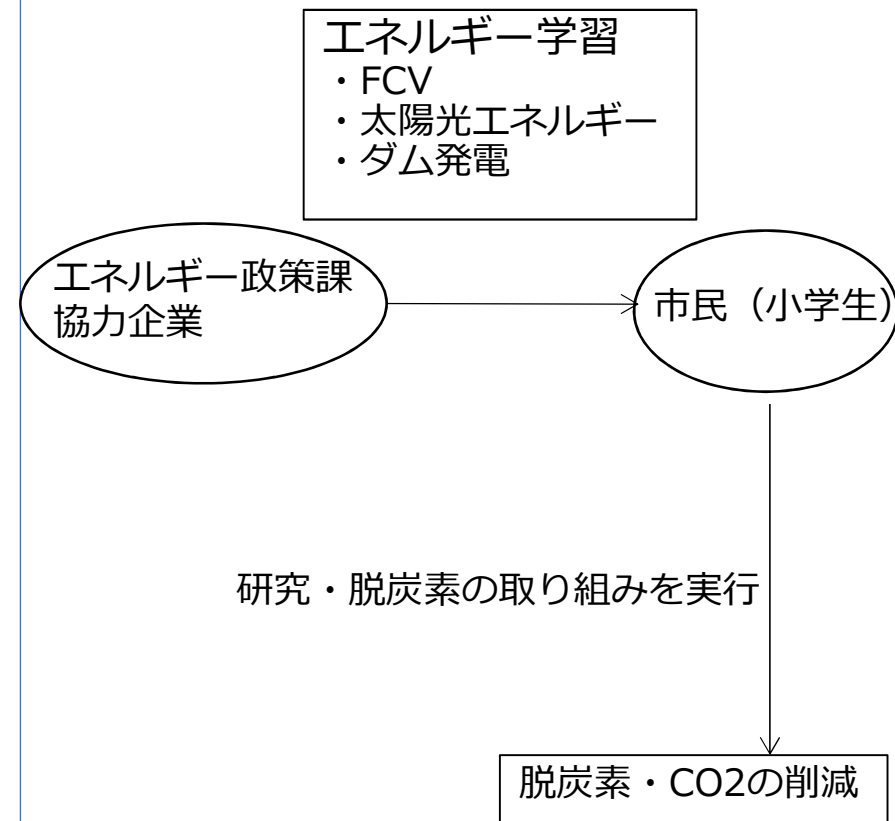 エネルギー学習
・FCV
・太陽光エネルギー
・ダム発電
エネルギー政策課
協力企業
市民（小学生）
研究・脱炭素の取り組みを実行
脱炭素・CO2の削減